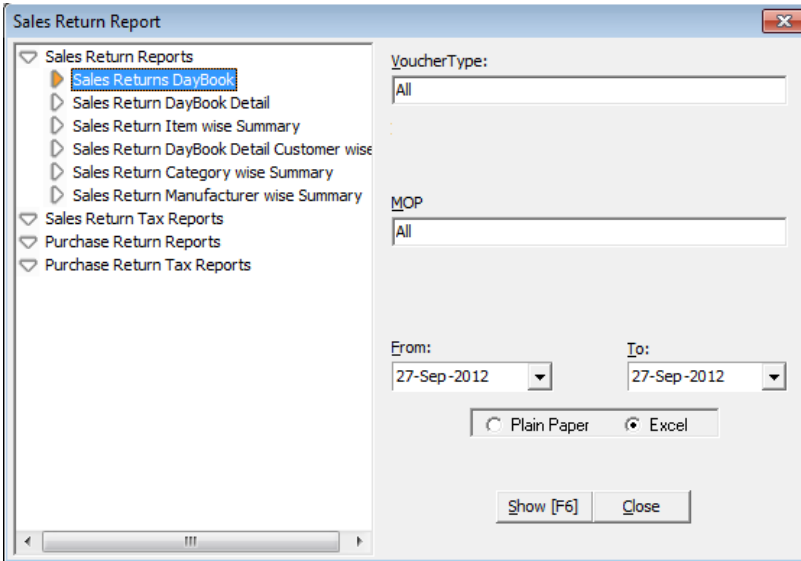 Sales Return Report
Sales Return Reports
Sales Returns DayBook
Sales Return DayBook Detail
Sales Return Item wise Summary
Sales Return DayBook Detail Customer wise
Sales Return Category wise Summary
Sales Return Manufacturer wise Summary
Sales Return Tax Reports
Purchase Return Reports
Purchase Return Tax Reports
VoucherType:
All
MOP
All
From: To:
27-Sep-2012 27-Sep-2012
Plain Paper Excel
Show [F6] Close